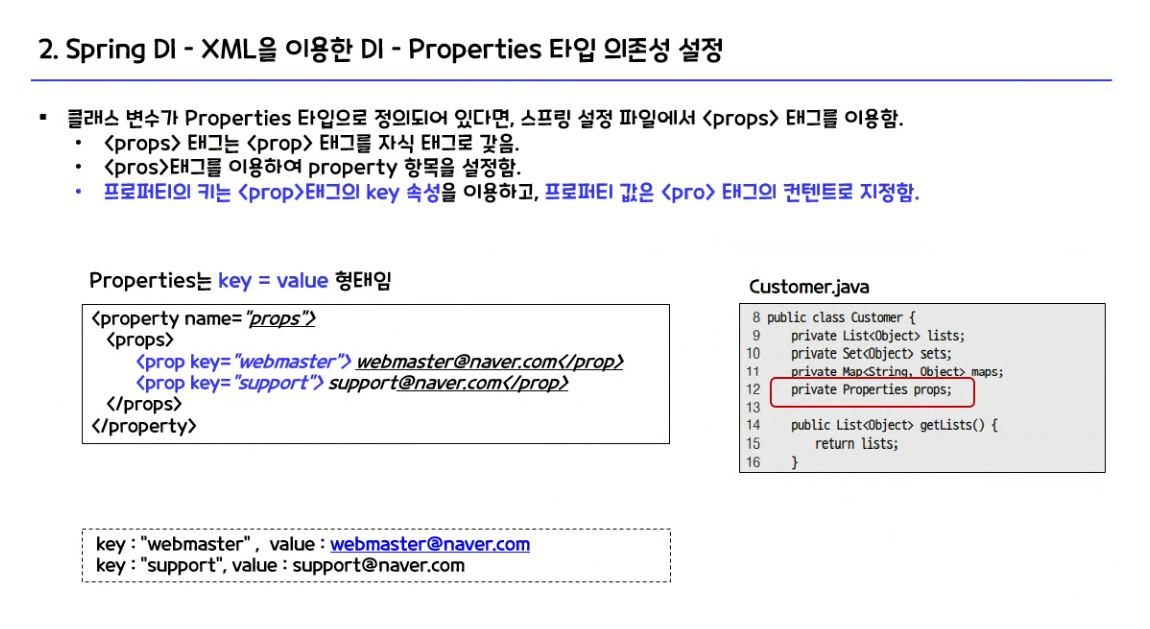 2. Spring DI - XML을 이용한 DI - Properties 타입 의존성 설정
▪ 클래스 변수가 Properties 타입으로 정의되어 있다면, 스프링 설정 파일에서 <props> 태그를 이용함.
• <props> 태그는 <prop> 태그를 자식 태그로 갖음.
• <pros>태그를 이용하여 property 항목을 설정함.
• 프로퍼티의 키는 <prop>태그의 key 속성을 이용하고, 프로퍼티 값은 <pro> 태그의 컨텐트로 지정함.
Properties는 key = value 형태임
<property name="props">
<props>
<prop key="webmaster"> webmaster@naver.com</prop>
<prop key="support"> support@naver.com</prop>
</props>
</property>
Customer.java
8 public class Customer {
9 private List<Object> lists;
10 private Set<Object> sets;
11 private Map<String, Object> maps;
12 private Properties props;
13
14 public List<Object> getLists() {
15 return lists;
16 }
key : "webmaster" , value : webmaster@naver.com
key : "support", value : support@naver.com